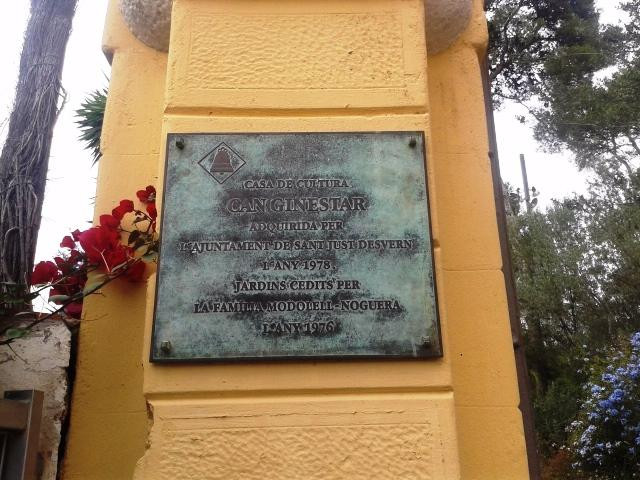 CASA DE CULTURA
CAN GINESTAR
ADQUIRIDA PER
L'AJUNTAMENT DE SANT JUST DESVERN
L'ANY 1978
JARDINS CEDITS PER
LA FAMILIA MODOLELL-NOGUERA
L'ANY 1976